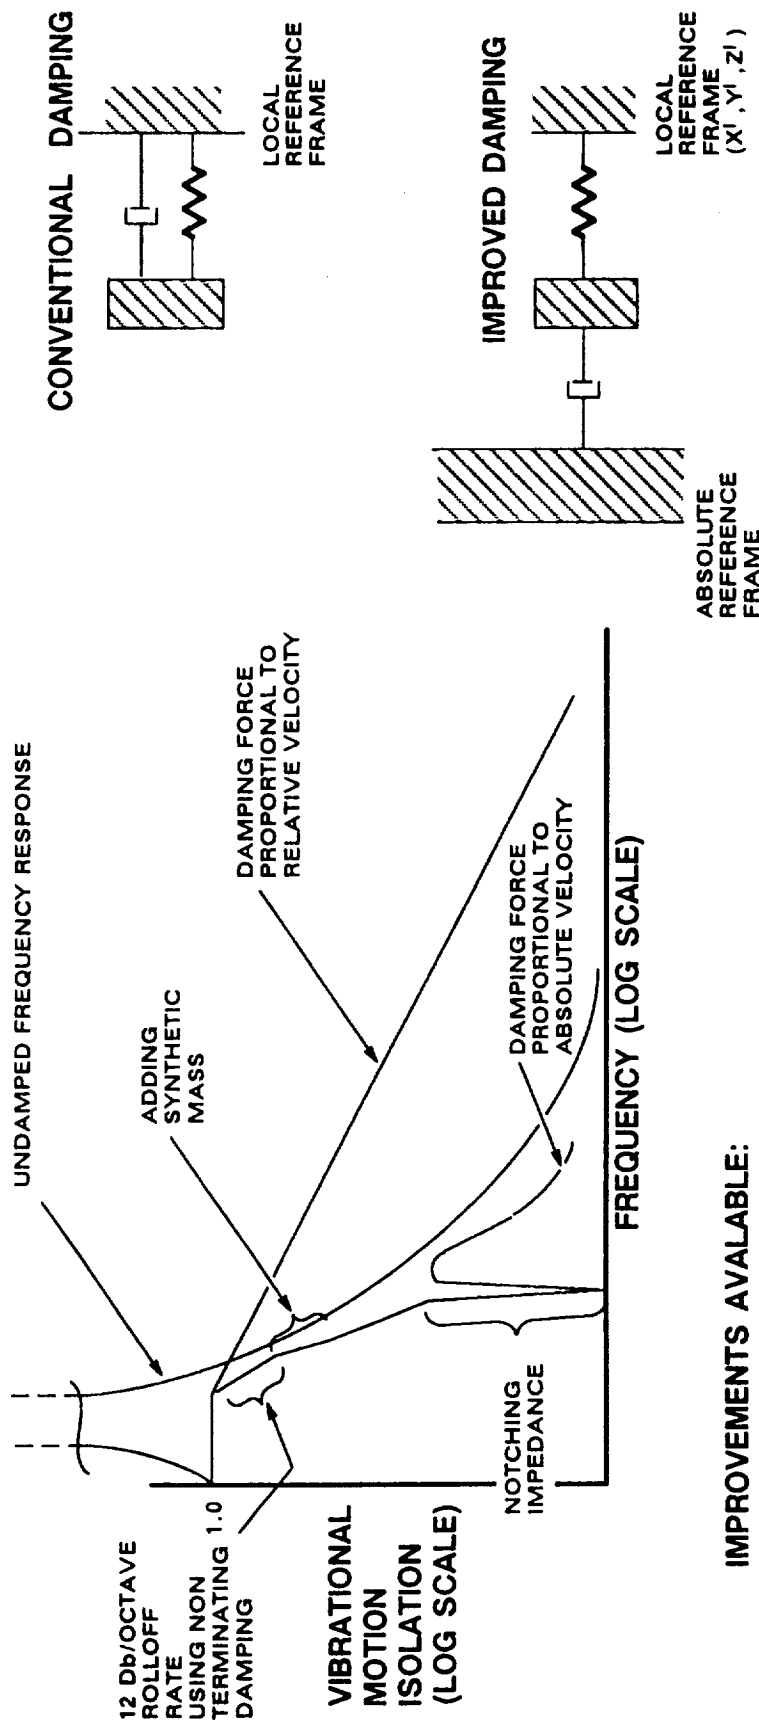 UNDAMPED FREQUENCY RESPONSE
ADDING
SYNTHETIC
MASS
DAMPING FORCE
PROPORTIONAL TO
RELATIVE VELOCITY
12 Db/OCTAVE
ROLLOFF
RATE
USING NON
TERMINATING
DAMPING
1.0
VIBRATIONAL
MOTION
ISOLATION
(LOG SCALE)
NOTCHING
IMPEDANCE
DAMPING FORCE
PROPORTIONAL TO
ABSOLUTE VELOCITY
FREQUENCY (LOG SCALE)
CONVENTIONAL DAMPING
LOCAL
REFERENCE
FRAME
IMPROVED DAMPING
ABSOLUTE
REFERENCE
FRAME
LOCAL
REFERENCE
FRAME
(X', Y', Z')
IMPROVEMENTS AVALABLE: